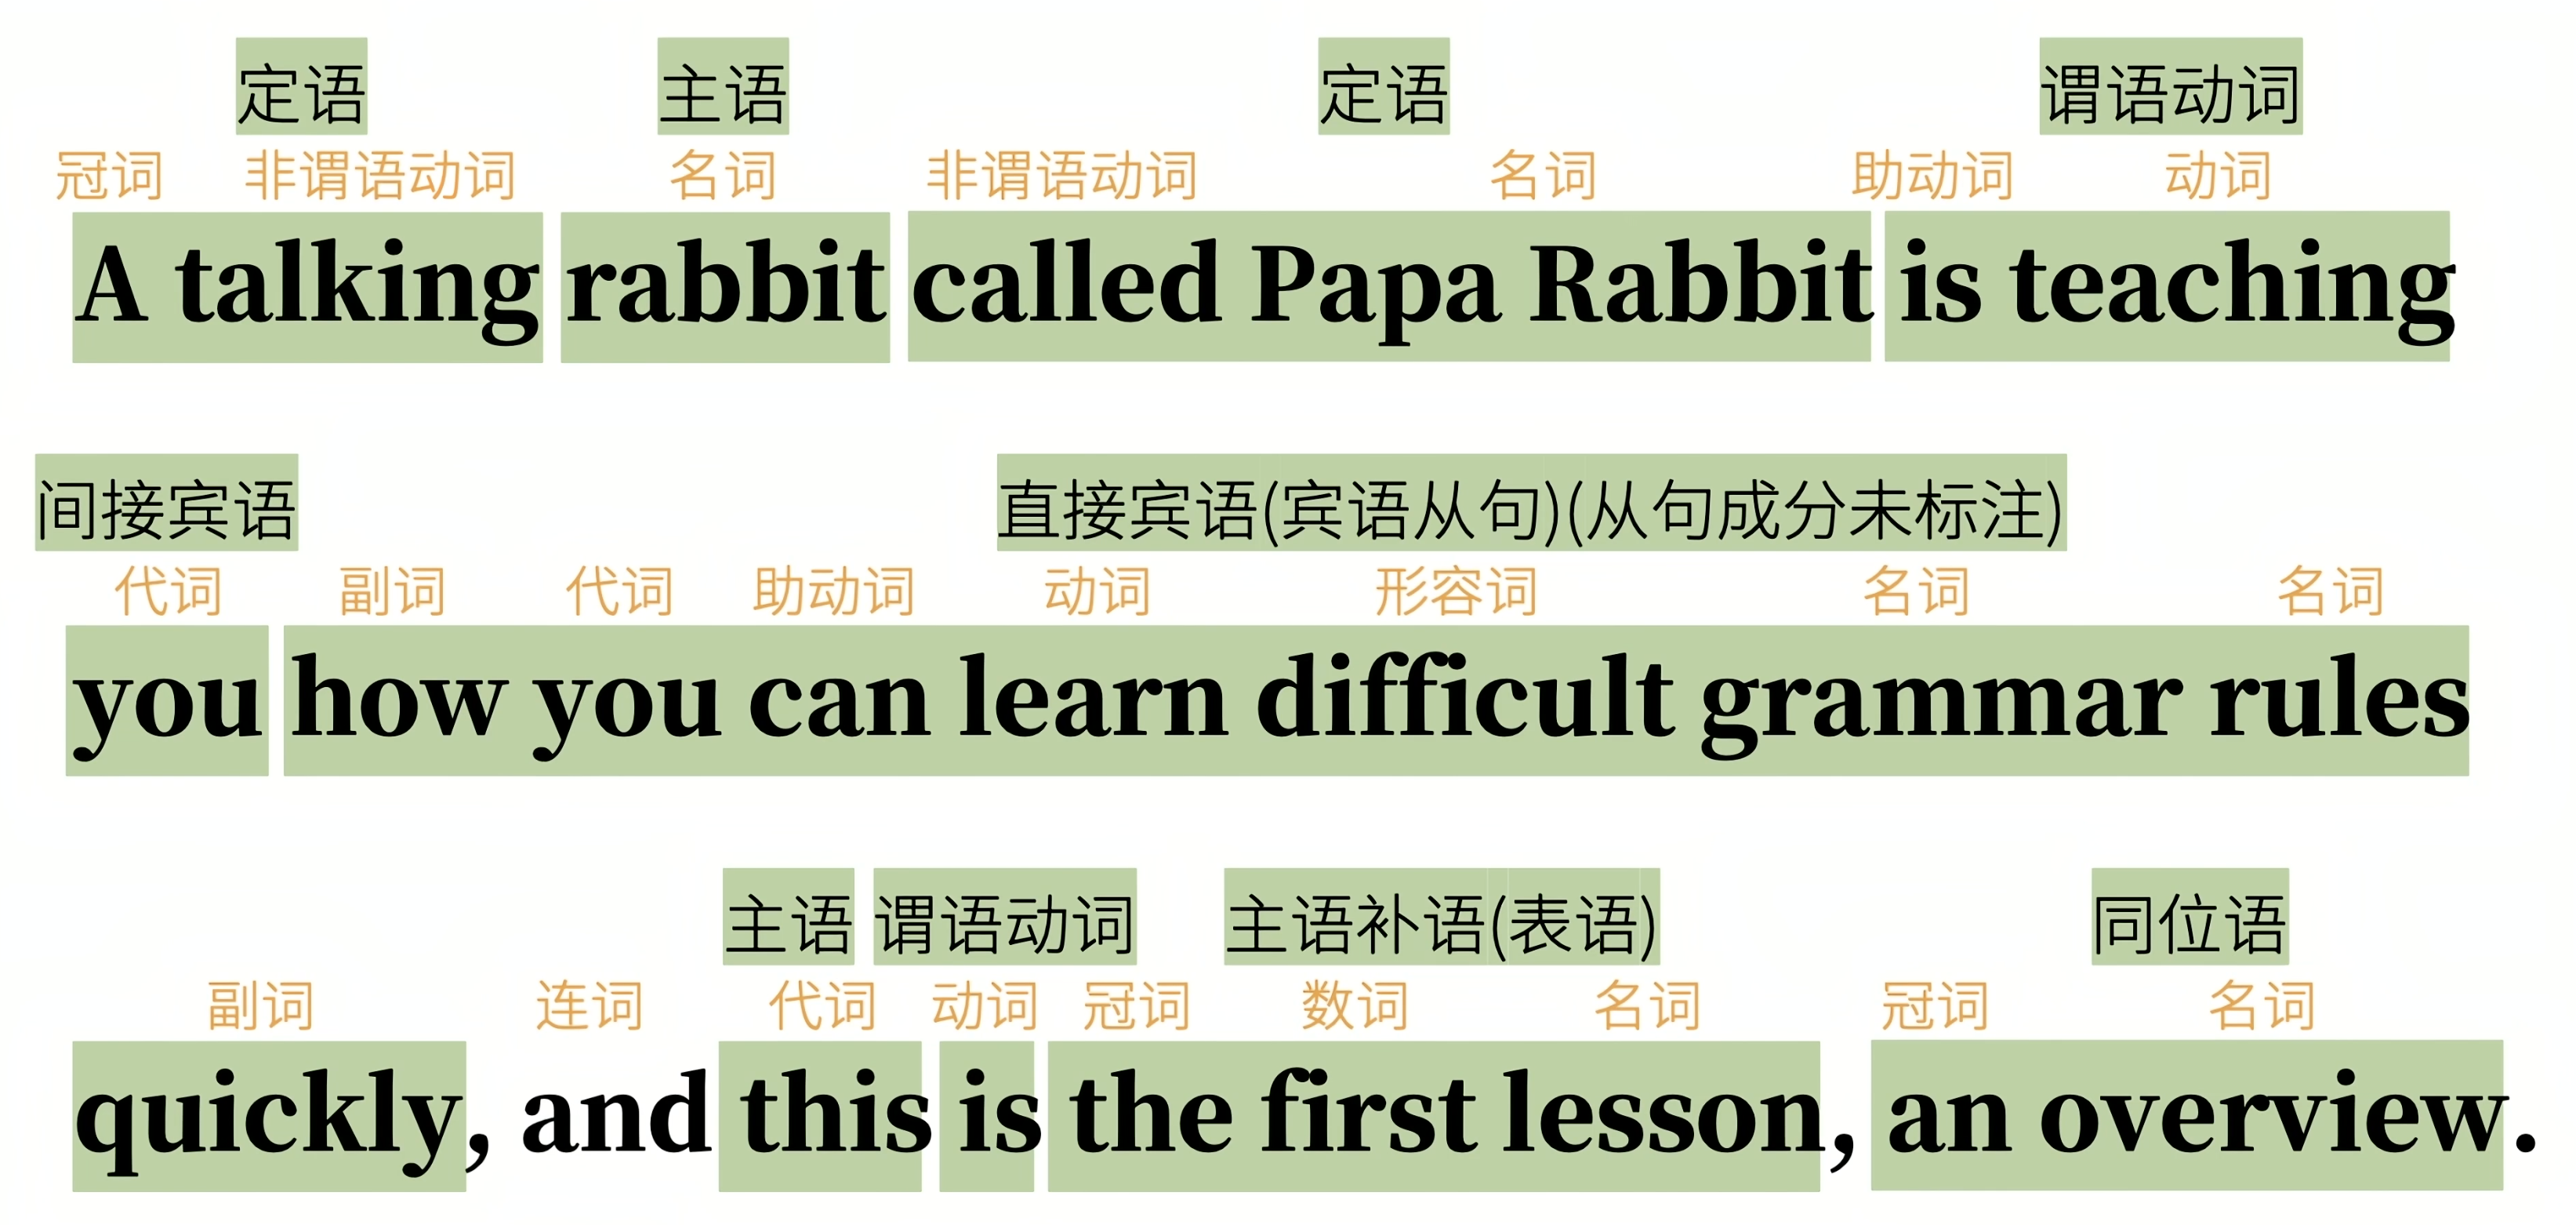 定语 主语 定语 谓语动词
冠词 非谓语动词 名词 非谓语动词 名词 助动词 动词
A talking rabbit called Papa Rabbit is teaching
间接宾语 直接宾语(宾语从句)(从句成分未标注)
代词 副词 代词 助动词 动词 形容词 名词 名词
you how you can learn difficult grammar rules
主语 谓语动词 主语补语(表语) 同位语
副词 连词 代词 动词 冠词 数词 名词 冠词 名词
quickly, and this is the first lesson, an overview.